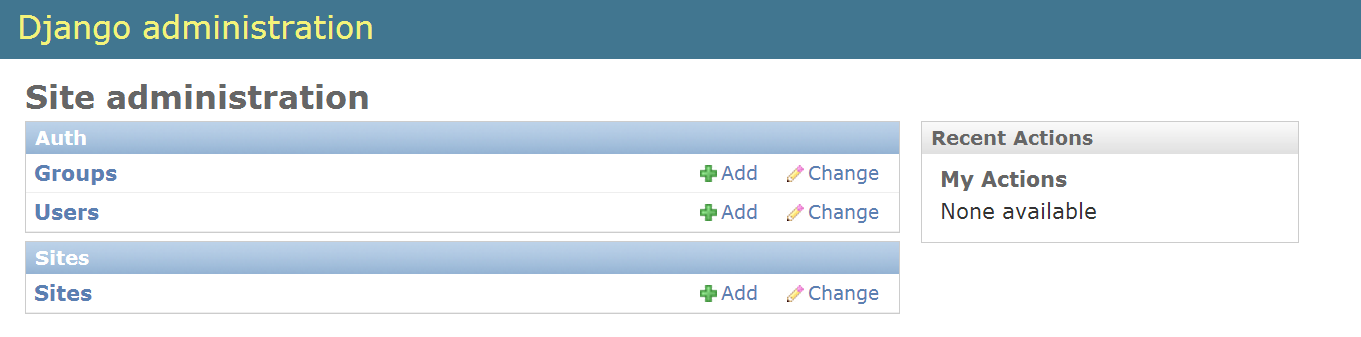 Django administration
Site administration
Auth
Groups Add Change
Users Add Change
Sites
Sites Add Change
Recent Actions
My Actions
None available